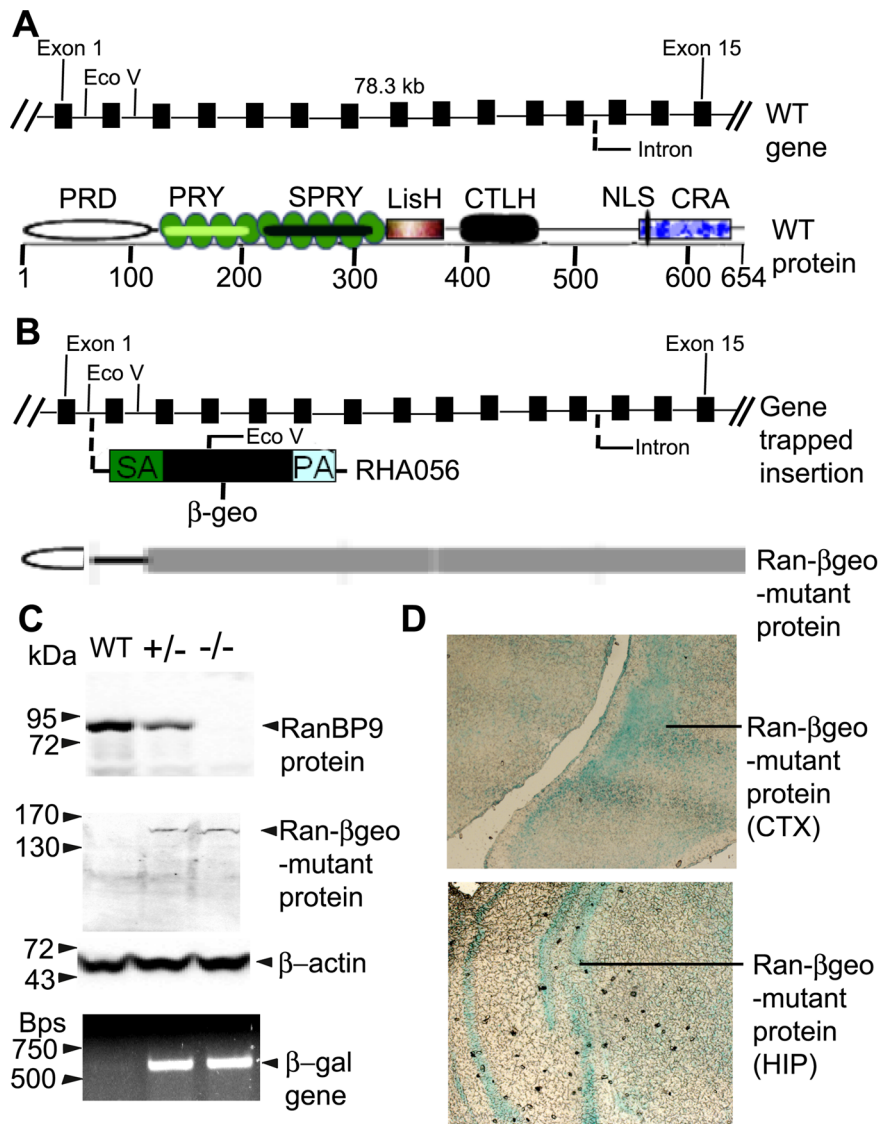 A
Exon 1
Exon 15
Eco V
78.3 kb
Intron
WT
gene
PRD
PRY
SPRY
LisH
CTLH
NLS
CRA
WT
protein
1
100
200
300
400
500
600
654
B
Exon 1
Exon 15
Eco V
Eco V
Intron
Gene
trapped
insertion
SA
PA
RHA056
β-geo
Ran-βgeo
-mutant
protein
C
kDa
WT +/- -/-
95
72
RanBP9
protein
170
130
Ran-βgeo
-mutant
protein
72
43
β–actin
Bps
750
500
β–gal
gene
D
Ran-βgeo
-mutant
protein
(CTX)
Ran-βgeo
-mutant
protein
(HIP)